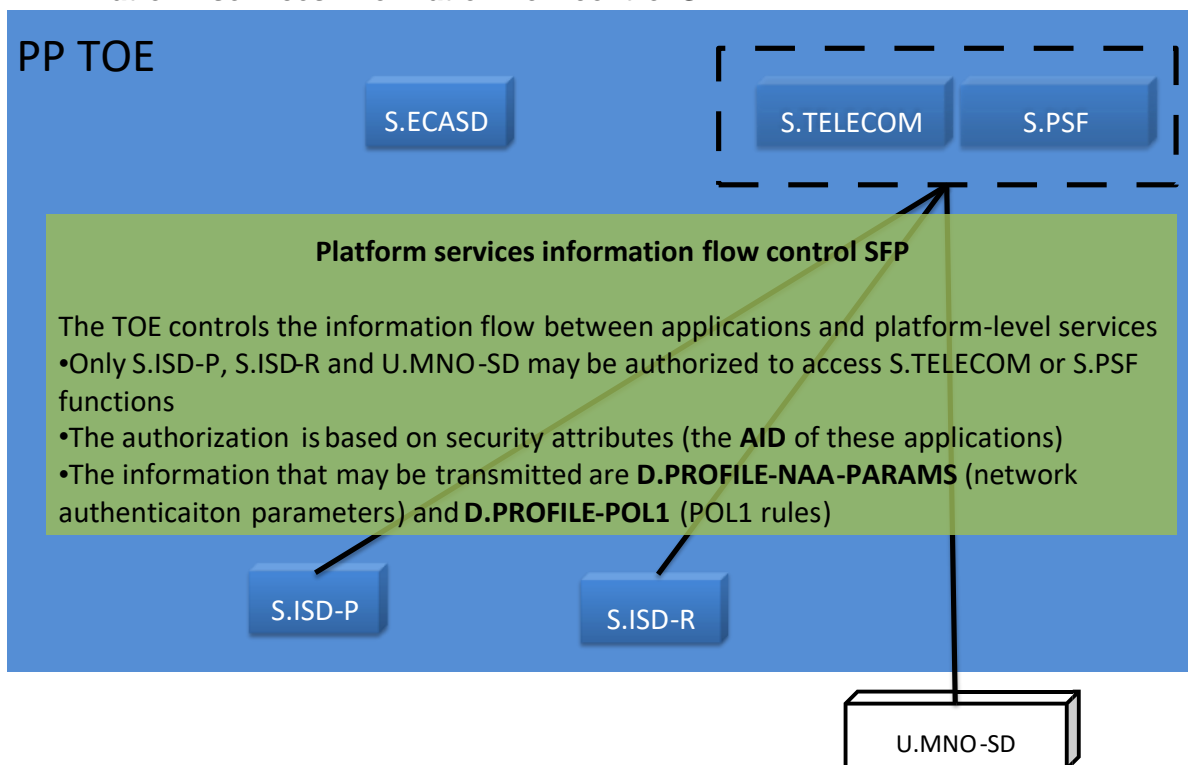 PP TOE
S.ECASD
S.TELECOM
S.PSF
Platform services information flow control SFP
The TOE controls the information flow between applications and platform-level services
•Only S.ISD-P, S.ISD-R and U.MNO-SD may be authorized to access S.TELECOM or S.PSF
functions
•The authorization is based on security attributes (the AID of these applications)
•The information that may be transmitted are D.PROFILE-NAA-PARAMS (network
authenticaiton parameters) and D.PROFILE-POL1 (POL1 rules)
S.ISD-P
S.ISD-R
U.MNO-SD